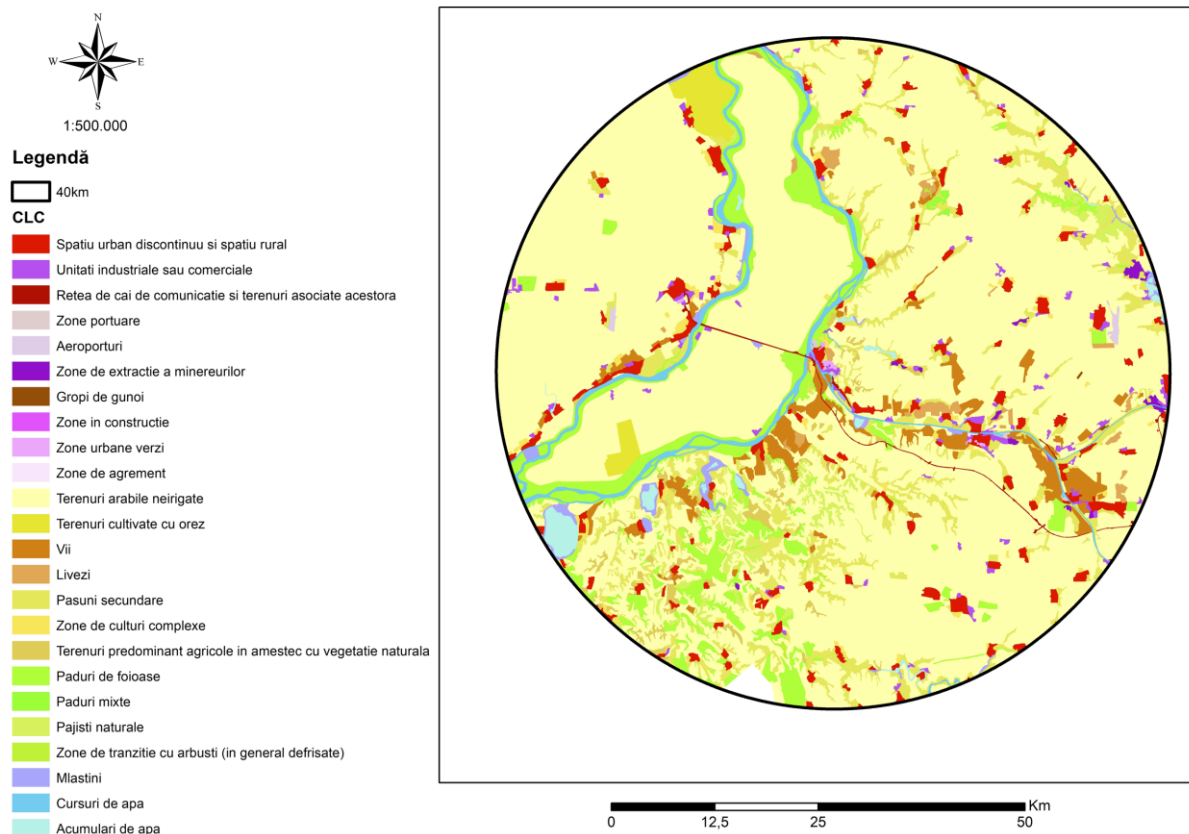 N
W E
S
1:500.000
Legendă
40km
CLC
Spatiu urban discontinuu si spatiu rural
Unitati industriale sau comerciale
Retea de cai de comunicatie si terenuri asociate acestora
Zone portuare
Aeroporturi
Zone de extractie a minereurilor
Gropi de gunoi
Zone in constructie
Zone urbane verzi
Zone de agrement
Terenuri arabile neirigate
Terenuri cultivate cu orez
Vii
Livezi
Pasuni secundare
Zone de culturi complexe
Terenuri predominant agricole in amestec cu vegetatie naturala
Paduri de foioase
Paduri mixte
Pajisti naturale
Zone de tranzitie cu arbusti (in general defrisate)
Mlastini
Cursuri de apa
Acumulari de apa
Km
0 12,5 25 50